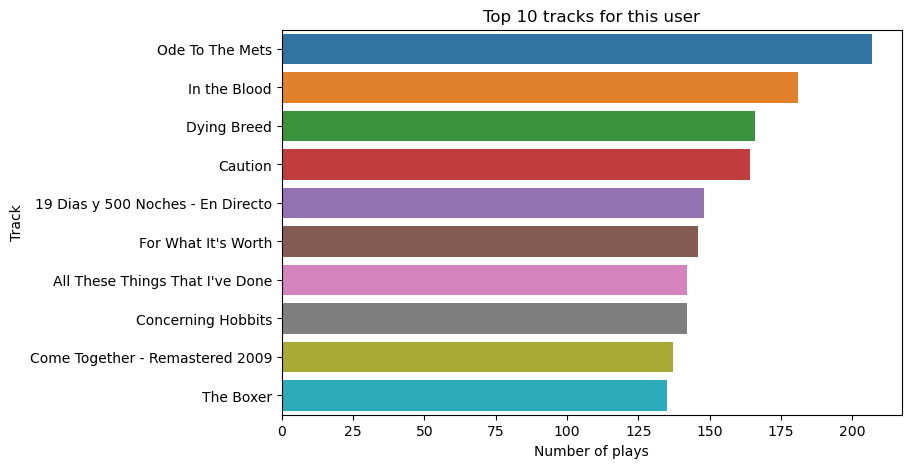 Top 10 tracks for this user
Ode To The Mets
In the Blood
Dying Breed
Caution
19 Dias y 500 Noches - En Directo
For What It's Worth
All These Things That I've Done
Concerning Hobbits
Come Together - Remastered 2009
The Boxer
Track
0 25 50 75 100 125 150 175 200
Number of plays